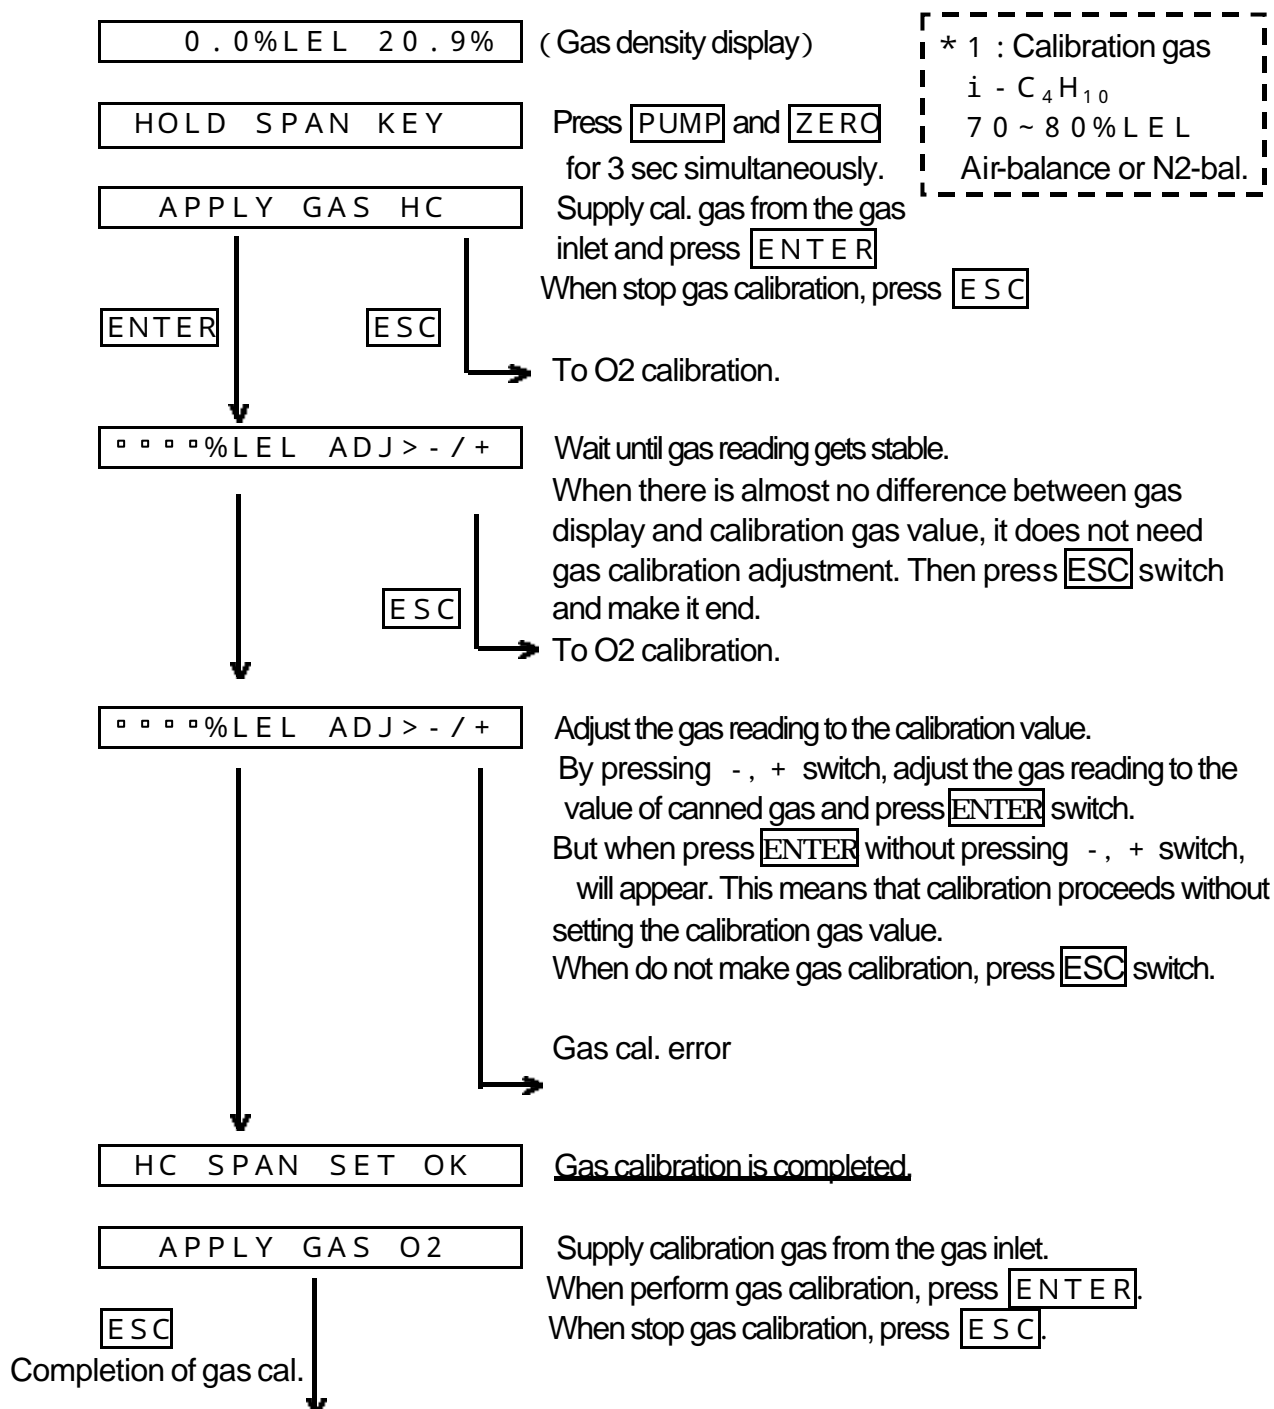 0.0%LEL 20.9% (Gas density display)
*1 : Calibration gas
i-C4H10
70~80%LEL
Air-balance or N2-bal.
HOLD SPAN KEY
Press PUMP and ZERO
for 3 sec simultaneously.
APPLY GAS HC
Supply cal. gas from the gas
inlet and press ENTER
When stop gas calibration, press ESC
ENTER
ESC
To O2 calibration.
▫▫▫▫%LEL ADJ>-/+
Wait until gas reading gets stable.
When there is almost no difference between gas
display and calibration gas value, it does not need
gas calibration adjustment. Then press ESC switch
and make it end.
ESC
To O2 calibration.
▫▫▫▫%LEL ADJ>-/+
Adjust the gas reading to the calibration value.
By pressing -, + switch, adjust the gas reading to the
value of canned gas and press ENTER switch.
But when press ENTER without pressing -, + switch,
will appear. This means that calibration proceeds without
setting the calibration gas value.
When do not make gas calibration, press ESC switch.
Gas cal. error
HC SPAN SET OK
Gas calibration is completed.
APPLY GAS O2
Supply calibration gas from the gas inlet.
When perform gas calibration, press ENTER.
When stop gas calibration, press ESC.
ESC
Completion of gas cal.